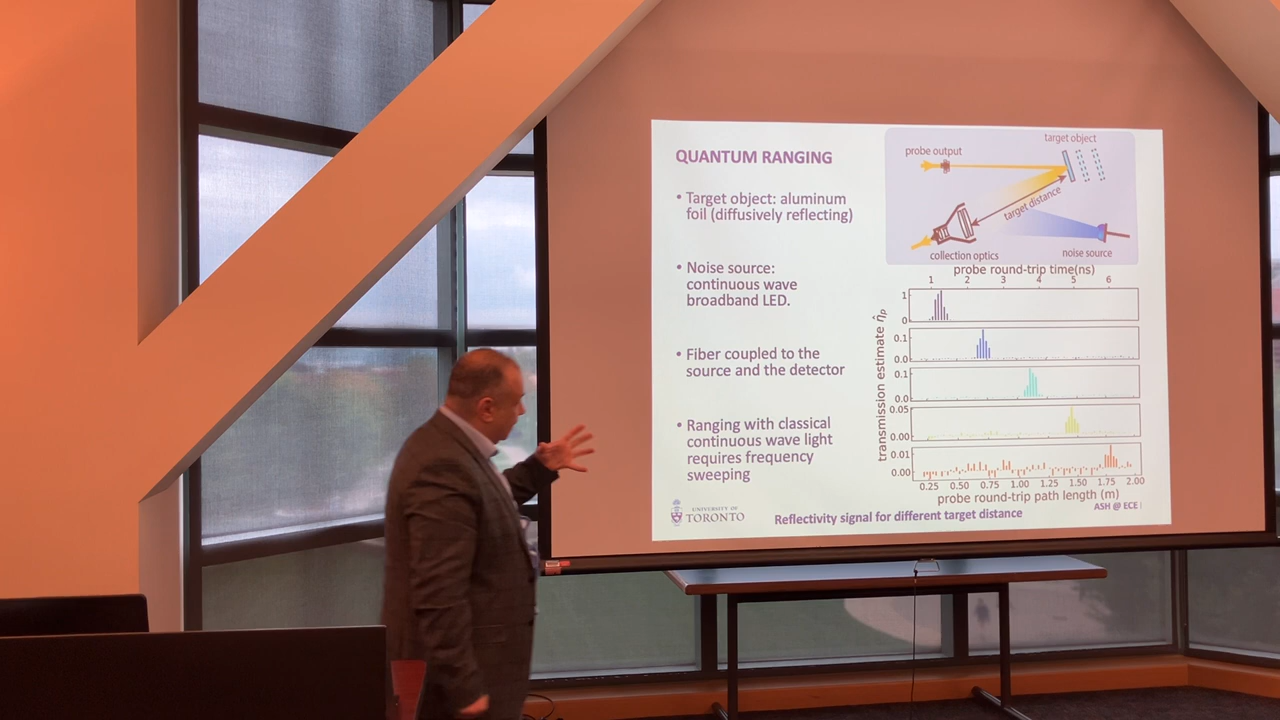 QUANTUM RANGING
• Target object: aluminum
foil (diffusively reflecting)
• Noise source:
continuous wave
broadband LED.
• Fiber coupled to the
source and the detector
• Ranging with classical
continuous wave light
requires frequency
sweeping
target object
probe output
target distance
collection optics
noise source
probe round-trip time(ns)
1 2 3 4 5 6
transmission estimate η̂p
1
0
0.1
0.0
0.1
0.0
0.05
0.00
0.01
0.00
0.25 0.50 0.75 1.00 1.25 1.50 1.75 2.00
probe round-trip path length (m)
UNIVERSITY OF
TORONTO
Reflectivity signal for different target distance
ASH @ ECE